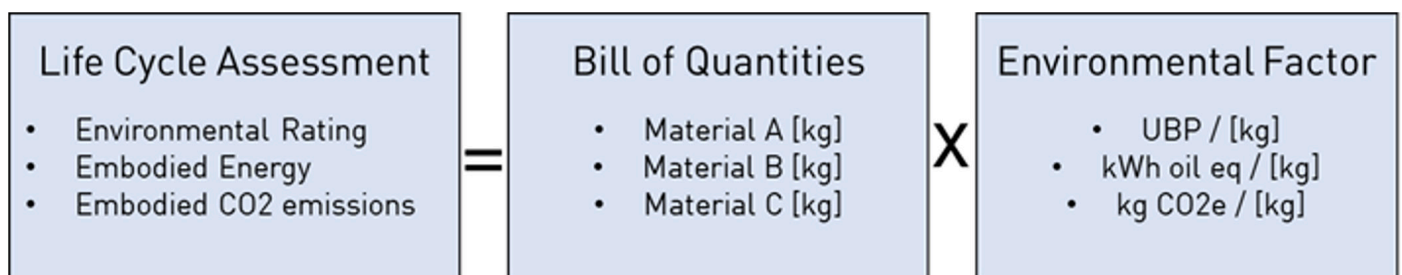 Life Cycle Assessment
• Environmental Rating
• Embodied Energy
• Embodied CO2 emissions
=
Bill of Quantities
• Material A [kg]
• Material B [kg]
• Material C [kg]
X
Environmental Factor
• UBP / [kg]
• kWh oil eq / [kg]
• kg CO2e / [kg]